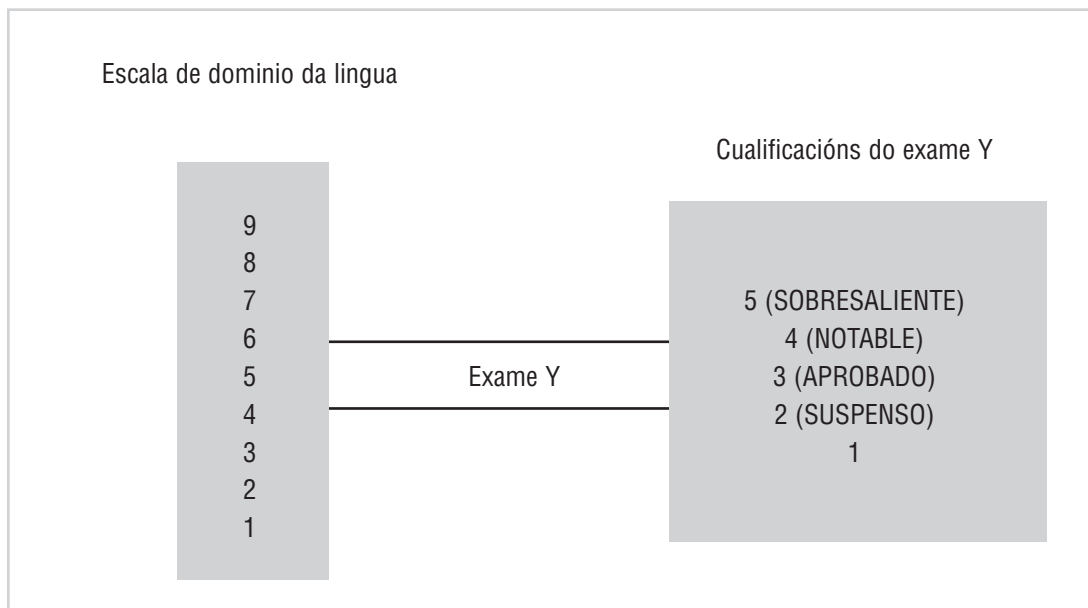 Escala de dominio da lingua
9
8
7
6
5
4
3
2
1
Exame Y
Cualificacións do exame Y
5 (SOBRESALIENTE)
4 (NOTABLE)
3 (APROBADO)
2 (SUSPENSO)
1